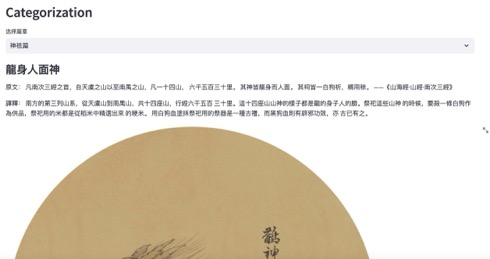 Categorization
选择篇章
神祗篇
龍身人面神
原文： 凡南次三經之首，自天虞之山以至南禺之山，凡一十四山， 六千五百三十里。 其神皆龍身而人面。 其祠皆一白狗祈，糈用稌。 ——《山海經·山經·南次三經》
譯釋： 南方的第三列山系，從天虞山到南禺山，共十四座山，行經六千五百 三十里。這十四座山山神的樣子都是龍的身子人的臉。祭祀這些山神 的時候，要殺一條白狗作
為供品，祭祀用的米都是從稻米中精選出來 的粳米。 用白狗血塗抹祭祀用的祭器是一種古禮，而黑狗血則有辟邪功效，亦 古已有之。
神